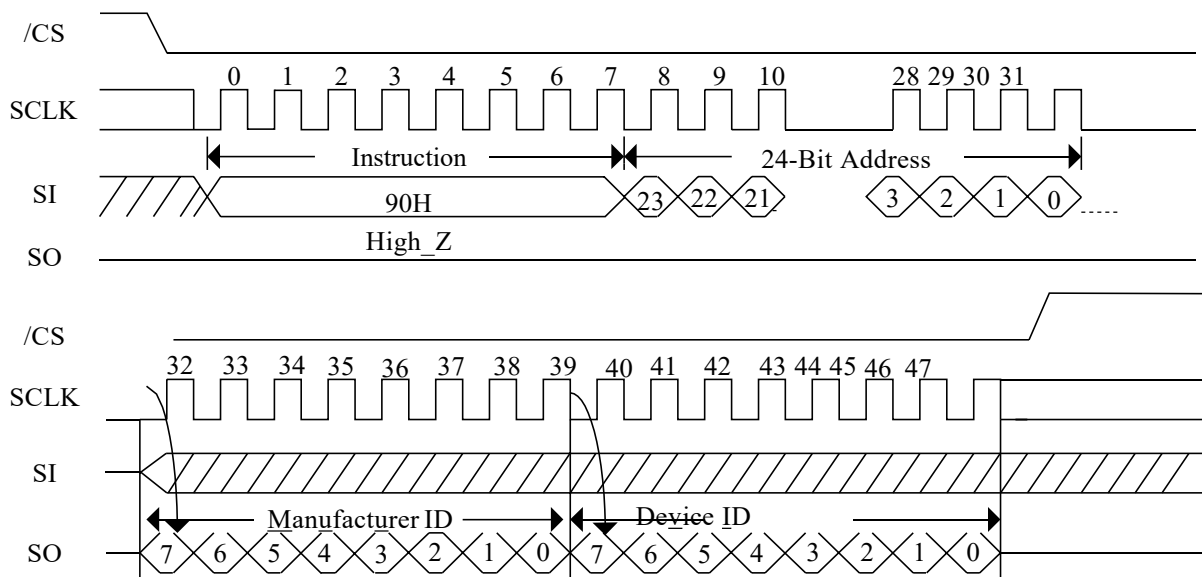 /CS
0 1 2 3 4 5 6 7 8 9 10 28 29 30 31
SCLK
Instruction 24-Bit Address
SI 90H 23 22 21 3 2 1 0
High_Z
SO
/CS
32 33 34 35 36 37 38 39 40 41 42 43 44 45 46 47
SCLK
SI
Manufacturer ID Device ID
SO 7 6 5 4 3 2 1 0 7 6 5 4 3 2 1 0